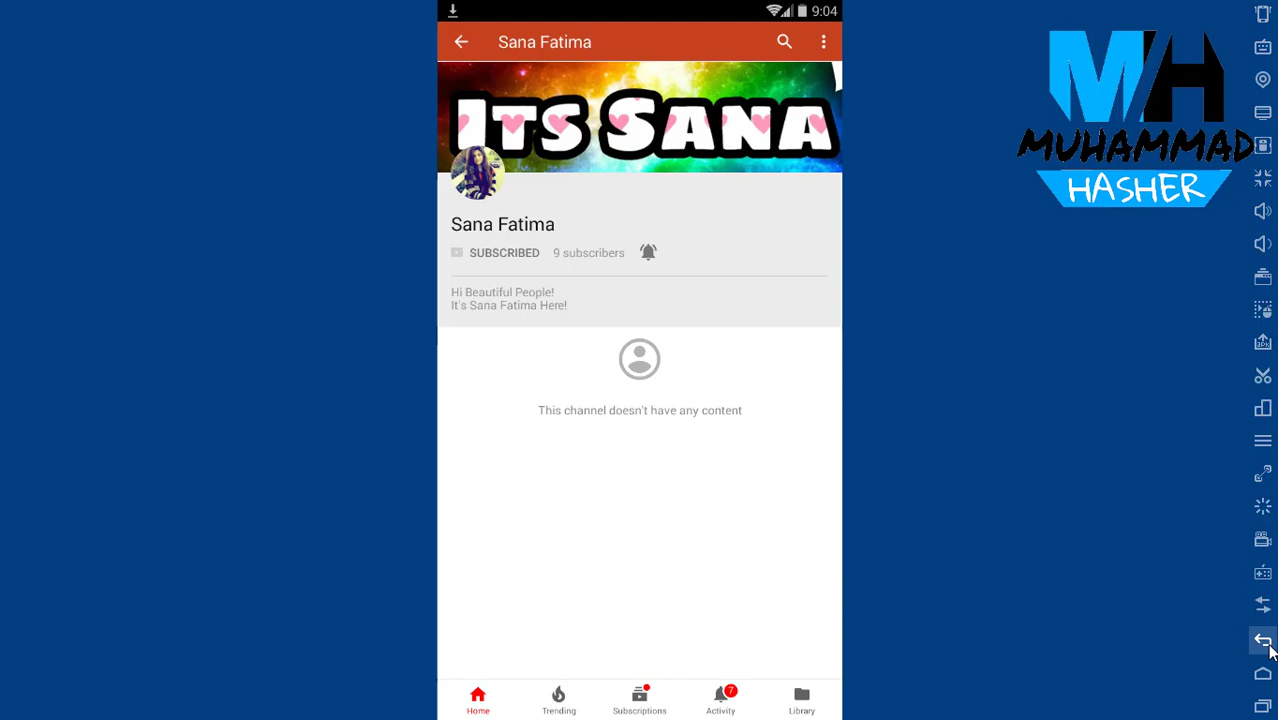 9:04
Sana Fatima
ITS SANA
Sana Fatima
SUBSCRIBED 9 subscribers
Hi Beautiful People!
It's Sana Fatima Here!
This channel doesn't have any content
7
Home Trending Subscriptions Activity Library
MH
MUHAMMAD
HASHER